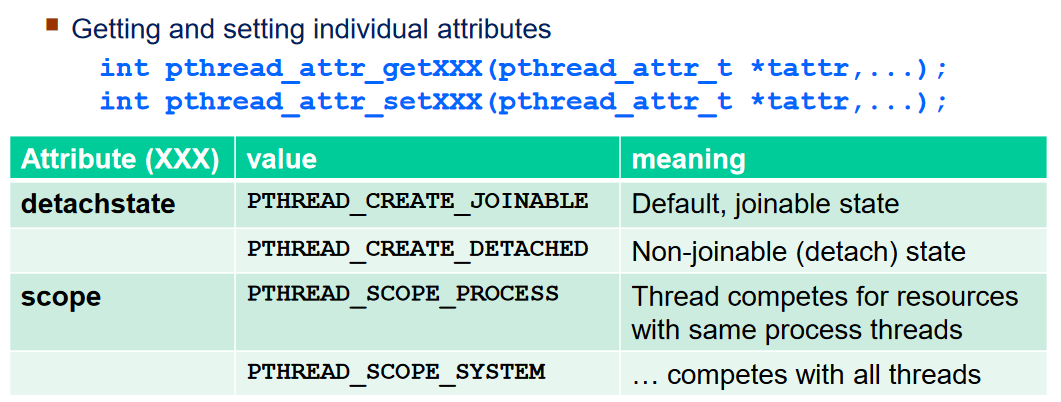 Getting and setting individual attributes
int pthread_attr_getXXX(pthread_attr_t *tattr,...);
int pthread_attr_setXXX(pthread_attr_t *tattr,...);
Attribute (XXX) value meaning
detachstate PTHREAD_CREATE_JOINABLE Default, joinable state
PTHREAD_CREATE_DETACHED Non-joinable (detach) state
scope PTHREAD_SCOPE_PROCESS Thread competes for resources
with same process threads
PTHREAD_SCOPE_SYSTEM … competes with all threads